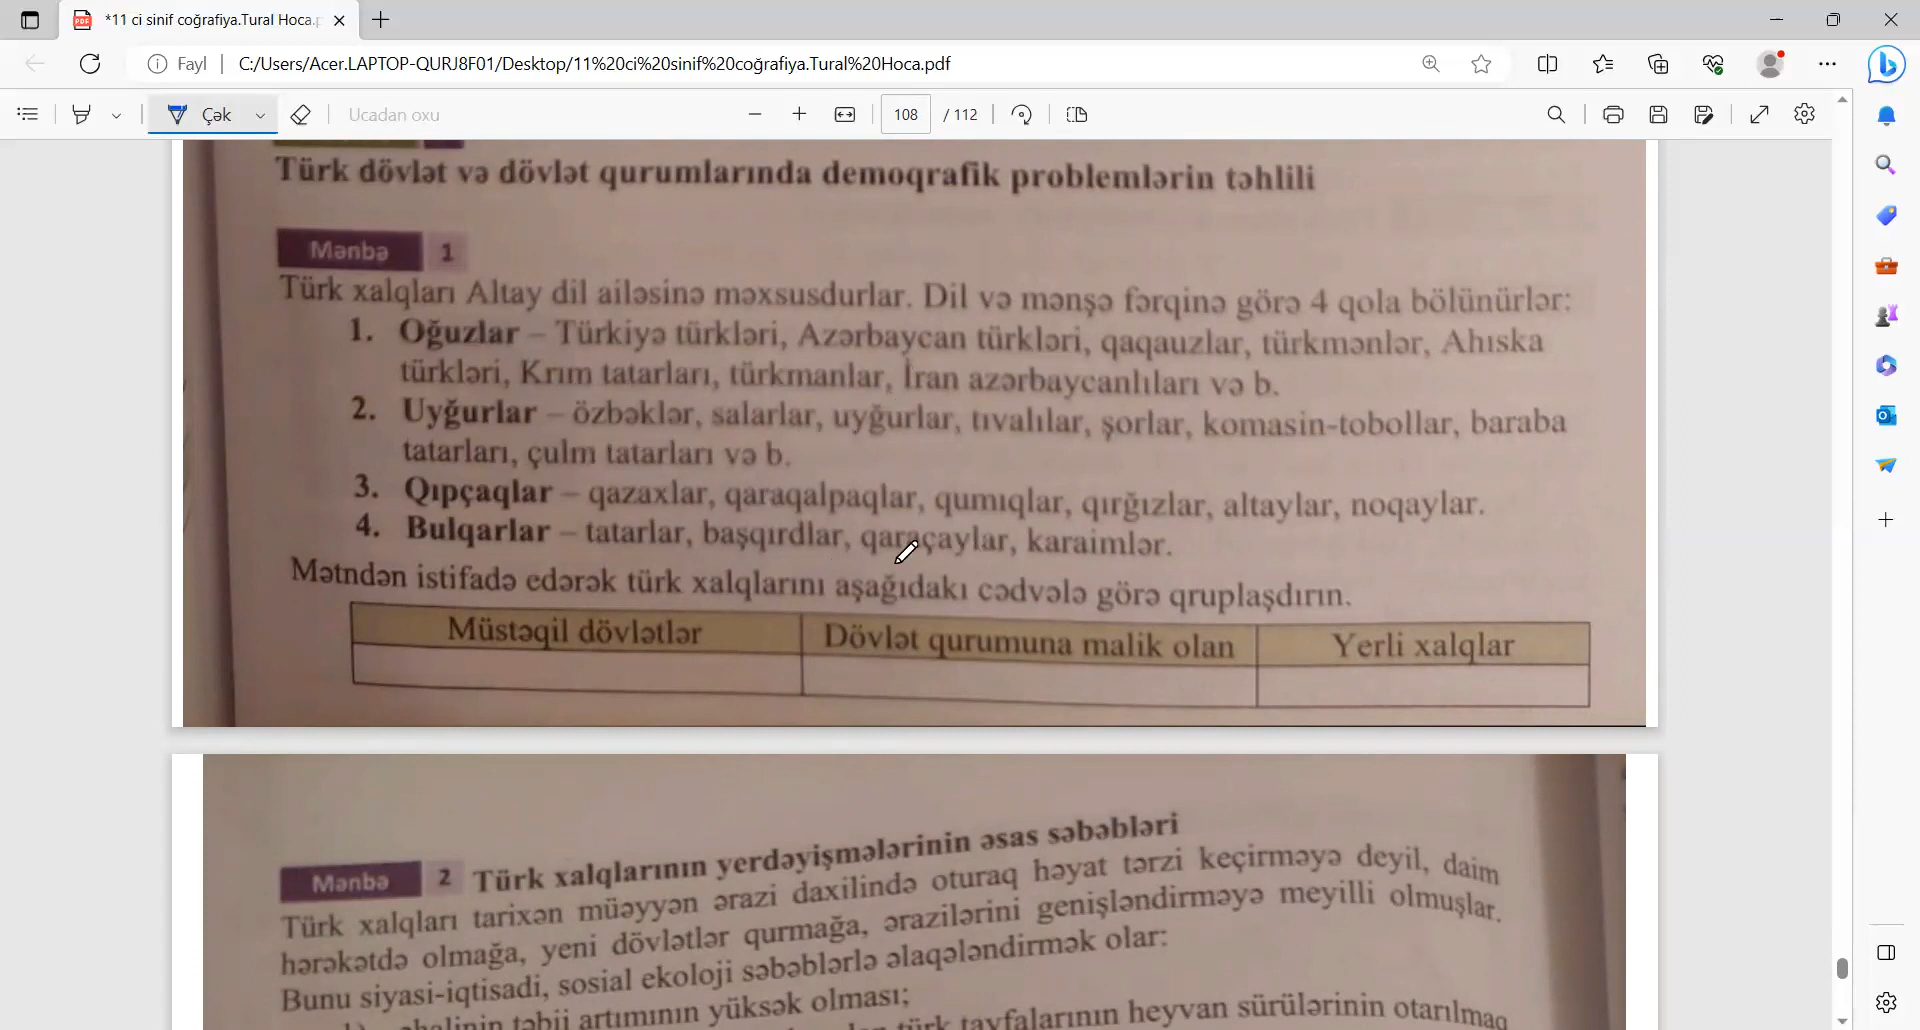 *11 ci sinif coğrafiya.Tural Hoca.p
Fayl
C:/Users/Acer.LAPTOP-QURJ8F01/Desktop/11%20ci%20sinif%20coğrafiya.Tural%20Hoca.pdf
Çək
Ucadan oxu
108 / 112
Türk dövlət və dövlət qurumlarında demoqrafik problemlərin təhlili
Mənbə 1
Türk xalqları Altay dil ailəsinə məxsusdurlar. Dil və mənşə fərqinə görə 4 qola bölünürlər:
1. Oğuzlar – Türkiyə türkləri, Azərbaycan türkləri, qaqauzlar, türkmənlər, Ahıska
türkləri, Krım tatarları, türkmanlar, İran azərbaycanlıları və b.
2. Uyğurlar – özbəklər, salarlar, uyğurlar, tıvalılar, şorlar, komasin-tobollar, baraba
tatarları, çulm tatarları və b.
3. Qıpçaqlar – qazaxlar, qaraqalpaqlar, qumıqlar, qırğızlar, altaylar, noqaylar.
4. Bulqarlar – tatarlar, başqırdlar, qaraçaylar, karaimlər.
Mətndən istifadə edərək türk xalqlarını aşağıdakı cədvələ görə qruplaşdırın.
Müstəqil dövlətlər Dövlət qurumuna malik olan Yerli xalqlar
Mənbə 2 Türk xalqlarının yerdəyişmələrinin əsas səbəbləri
Türk xalqları tarixən müəyyən ərazi daxilində oturaq həyat tərzi keçirməyə deyil, daim
hərəkətdə olmağa, yeni dövlətlər qurmağa, ərazilərini genişləndirməyə meyilli olmuşlar.
Bunu siyasi-iqtisadi, sosial ekoloji səbəblərlə əlaqələndirmək olar:
təbii artımının yüksək olması;
türk tayfalarının heyvan sürülərinin